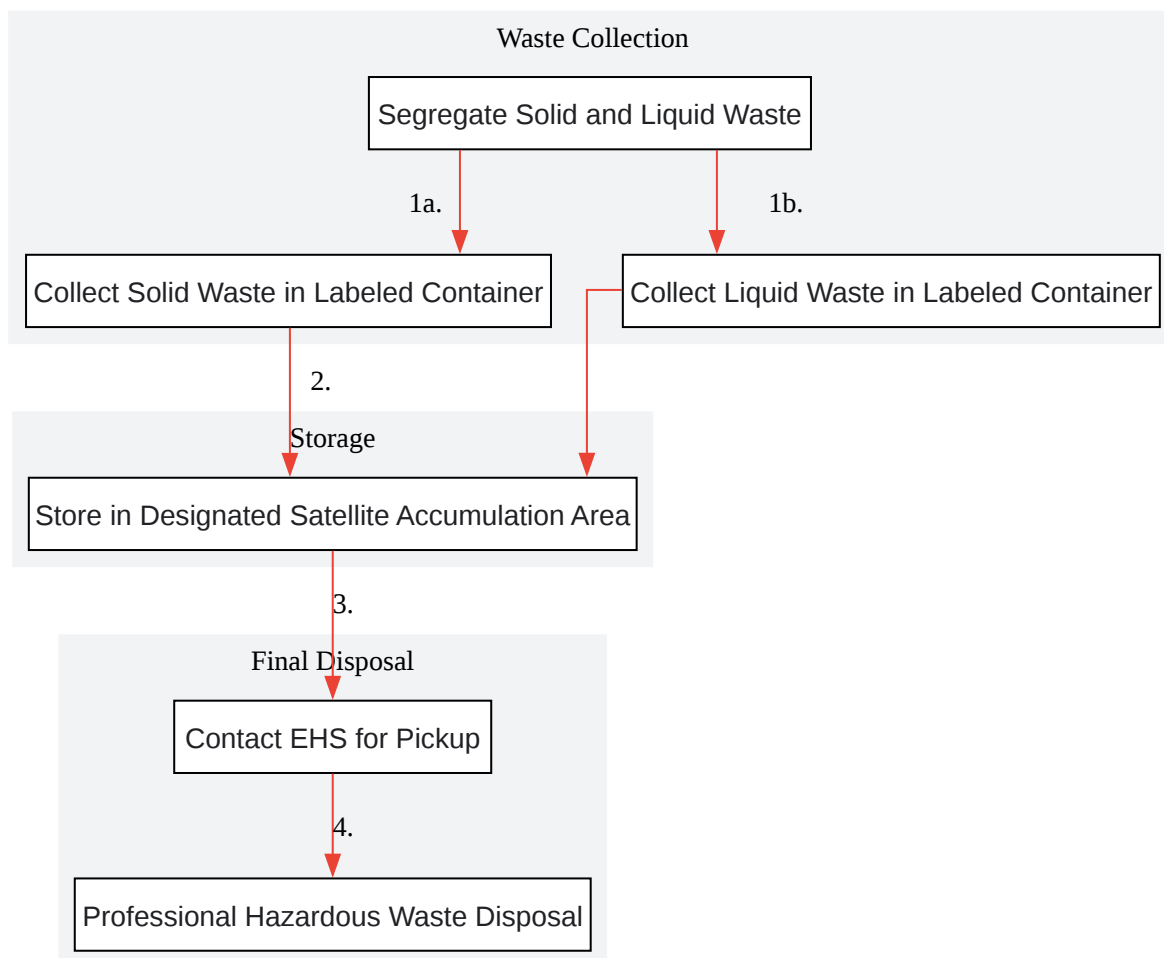 Waste Collection
Segregate Solid and Liquid Waste
1a.
1b.
Collect Solid Waste in Labeled Container
Collect Liquid Waste in Labeled Container
2.
Storage
Store in Designated Satellite Accumulation Area
3.
Final Disposal
Contact EHS for Pickup
4.
Professional Hazardous Waste Disposal